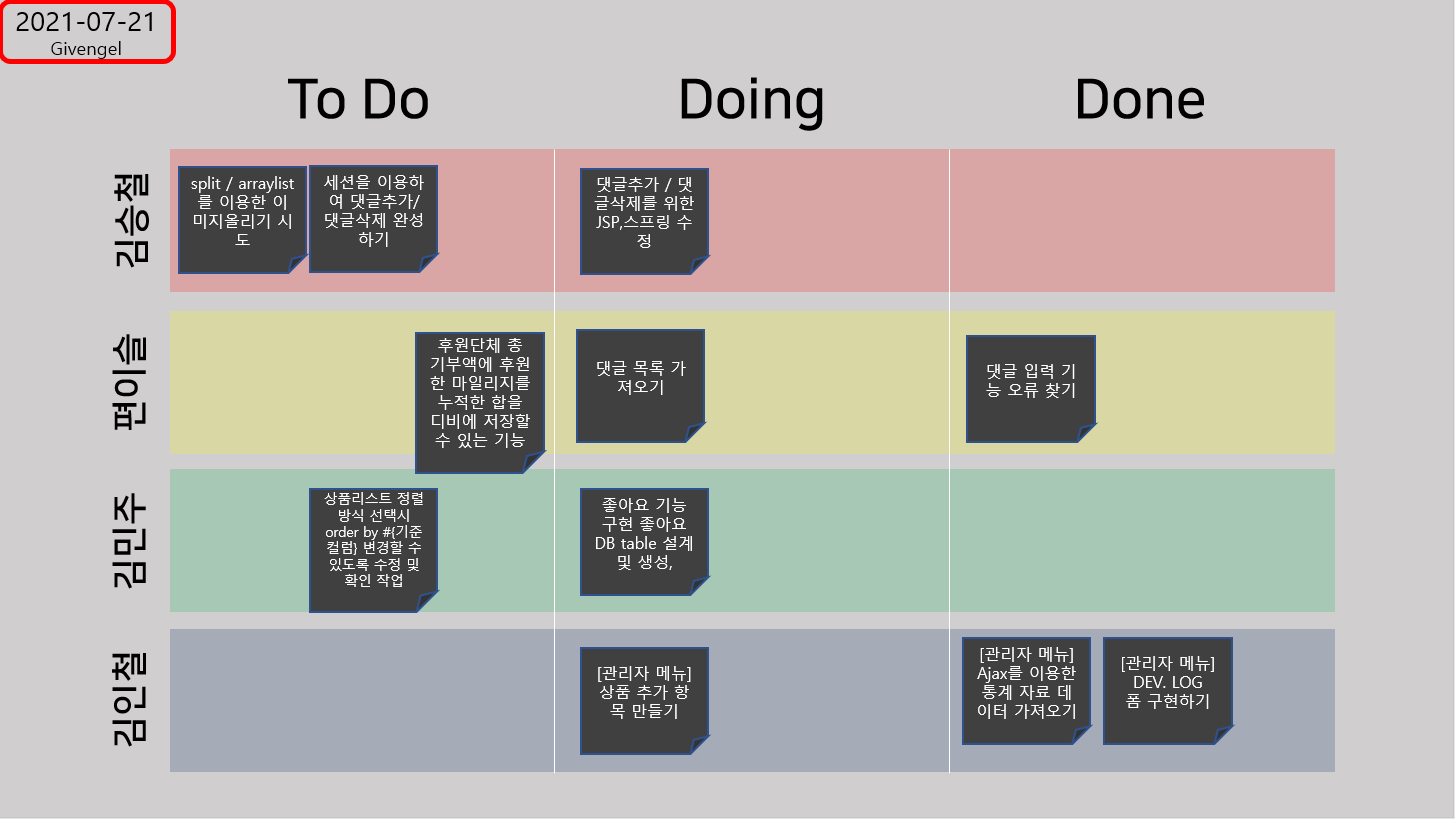 2021-07-21
Givengel
To Do
Doing
Done
김승철
split / arraylist
를 이용한 이
미지올리기 시
도
세션을 이용하
여 댓글추가/
댓글삭제 완성
하기
댓글추가 / 댓
글삭제를 위한
JSP,스프링 수
정
편이슬
후원단체 총
기부액에 후원
한 마일리지를
누적한 합을
디비에 저장할
수 있는 기능
댓글 목록 가
져오기
댓글 입력 기
능 오류 찾기
김민주
상품리스트 정렬
방식 선택시
order by #{기준
컬럼} 변경할 수
있도록 수정 및
확인 작업
좋아요 기능
구현 좋아요
DB table 설계
및 생성,
김인철
[관리자 메뉴]
상품 추가 항
목 만들기
[관리자 메뉴]
Ajax를 이용한
통계 자료 데
이터 가져오기
[관리자 메뉴]
DEV. LOG
폼 구현하기